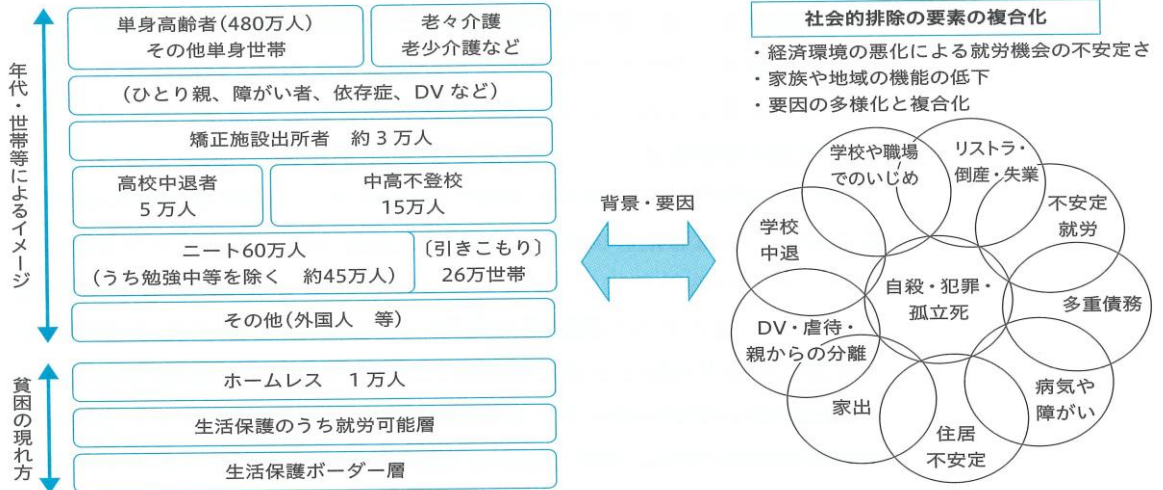 年代・世帯等によるイメージ
単身高齢者(480万人)
その他単身世帯
老々介護
老少介護など
(ひとり親、障がい者、依存症、DV など)
矯正施設出所者　約3万人
高校中退者
5万人
中高不登校
15万人
ニート60万人
(うち勉強中等を除く　約45万人)
〔引きこもり〕
26万世帯
その他(外国人　等)
貧困の現れ方
ホームレス　1万人
生活保護のうち就労可能層
生活保護ボーダー層
背景・要因
社会的排除の要素の複合化
・経済環境の悪化による就労機会の不安定さ
・家族や地域の機能の低下
・要因の多様化と複合化
学校や職場
でのいじめ
リストラ・
倒産・失業
不安定
就労
多重債務
病気や
障がい
住居
不安定
家出
DV・虐待・
親からの分離
学校
中退
自殺・犯罪・
孤立死